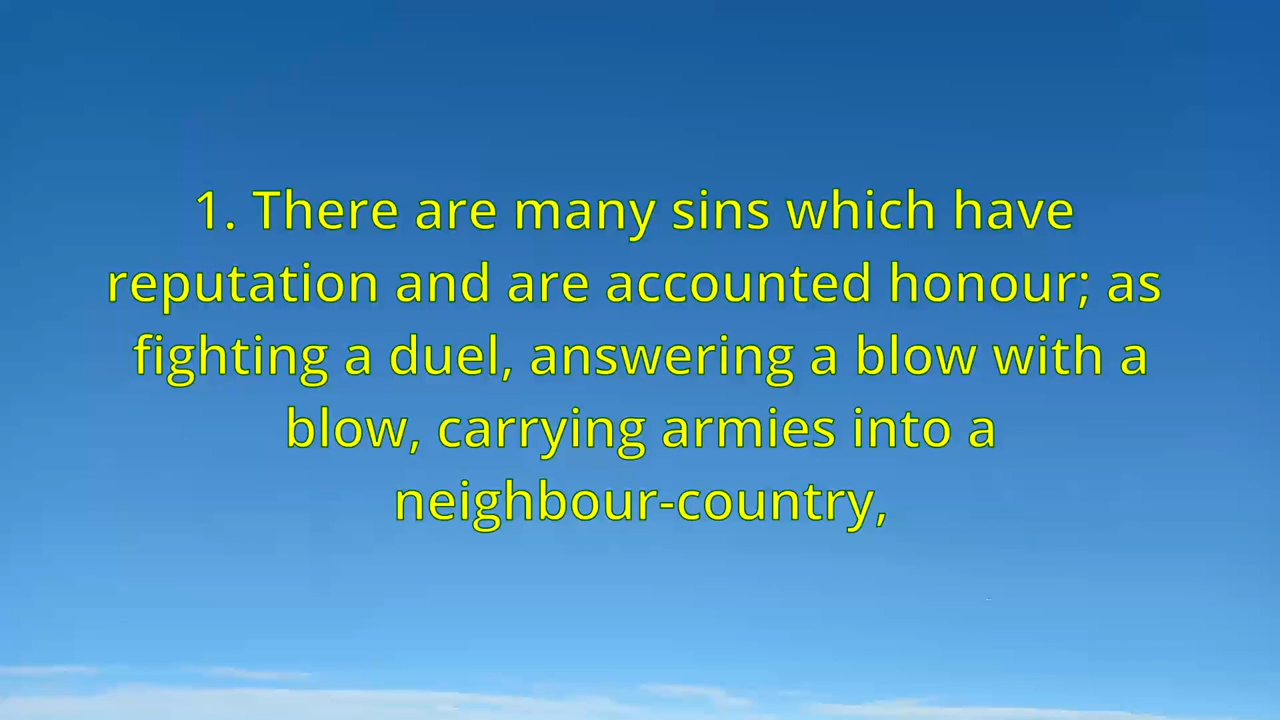 1. There are many sins which have
reputation and are accounted honour; as
fighting a duel, answering a blow with a
blow, carrying armies into a
neighbour-country,